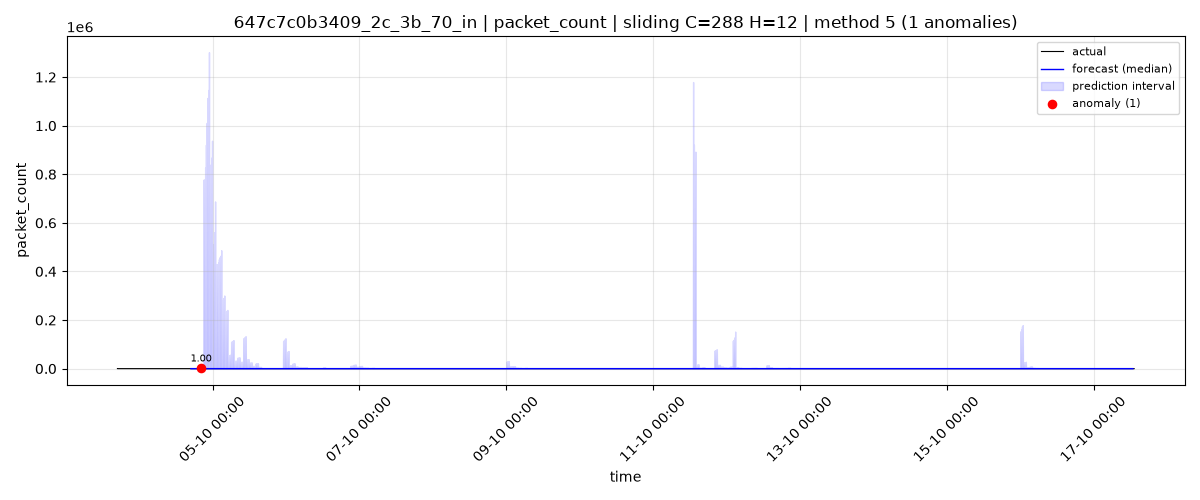 647c7c0b3409_2c_3b_70_in | packet_count | sliding C=288 H=12 | method 5 (1 anomalies)
1e6
actual
forecast (median)
prediction interval
anomaly (1)
1.2
1.0
0.8
0.6
0.4
0.2
0.0
packet_count
1.00
05-10 00:00
07-10 00:00
09-10 00:00
11-10 00:00
13-10 00:00
15-10 00:00
17-10 00:00
time